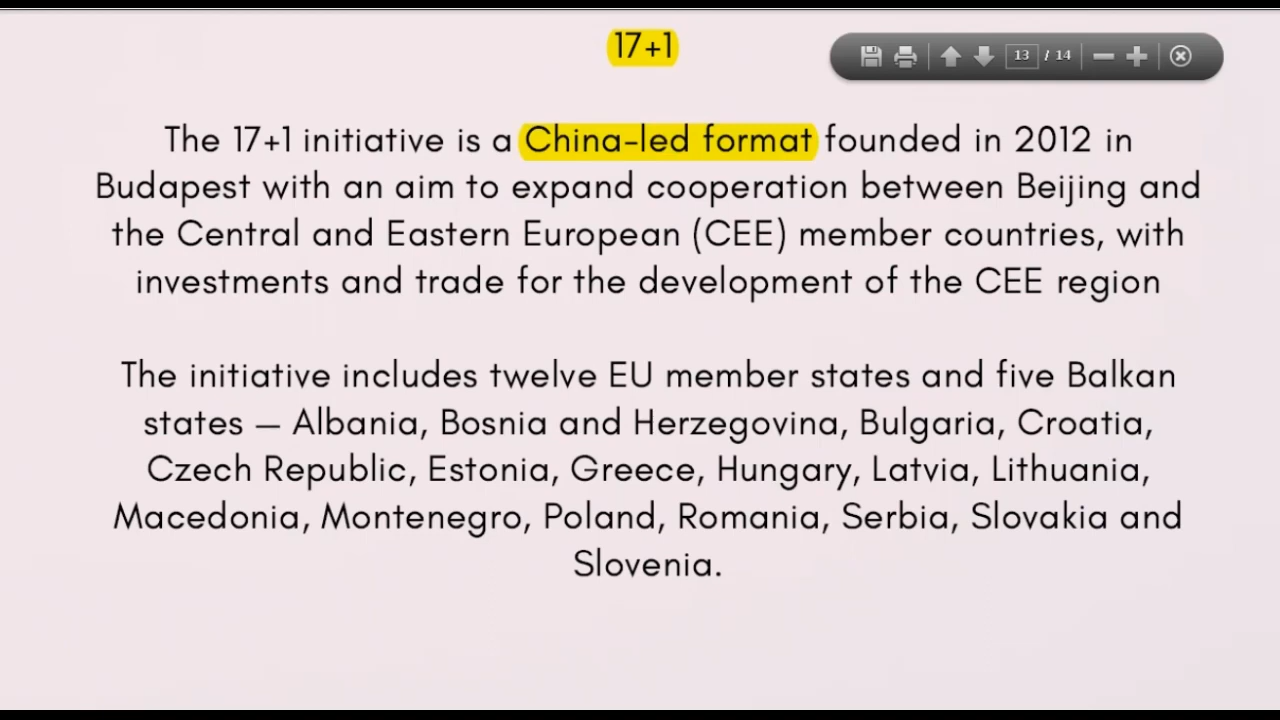 17+1
13 / 14
The 17+1 initiative is a China-led format founded in 2012 in
Budapest with an aim to expand cooperation between Beijing and
the Central and Eastern European (CEE) member countries, with
investments and trade for the development of the CEE region
The initiative includes twelve EU member states and five Balkan
states — Albania, Bosnia and Herzegovina, Bulgaria, Croatia,
Czech Republic, Estonia, Greece, Hungary, Latvia, Lithuania,
Macedonia, Montenegro, Poland, Romania, Serbia, Slovakia and
Slovenia.